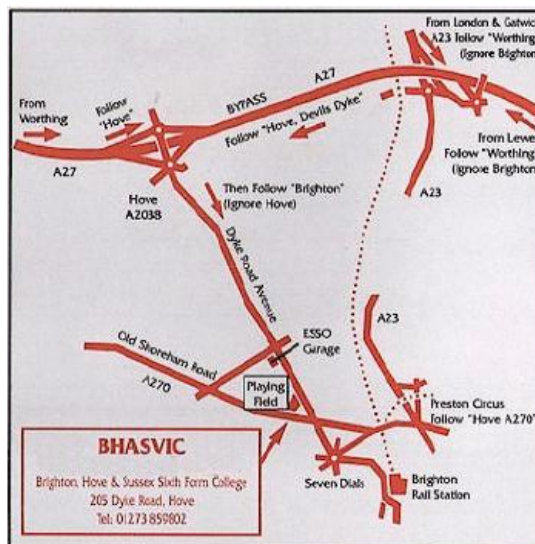 From London & Gatwic
A23 Follow "Worthing
(Ignore Brighton
From
Worthing
Follow
"Hove"
BYPASS
A27
Follow "Hove, Devils Dyke"
From Lewe
Follow "Worthing
(Ignore Brighton
A27
Hove
A2038
Then Follow "Brighton"
(Ignore Hove)
A23
Dyke Road Avenue
A23
ESSO
Garage
Old Shoreham Road
A270
Playing
Field
Preston Circus
Follow "Hove A270"
BHASVIC
Brighton, Hove & Sussex Sixth Form College
205 Dyke Road, Hove
Tel: 01273 859802
Seven Dials
Brighton
Rail Station